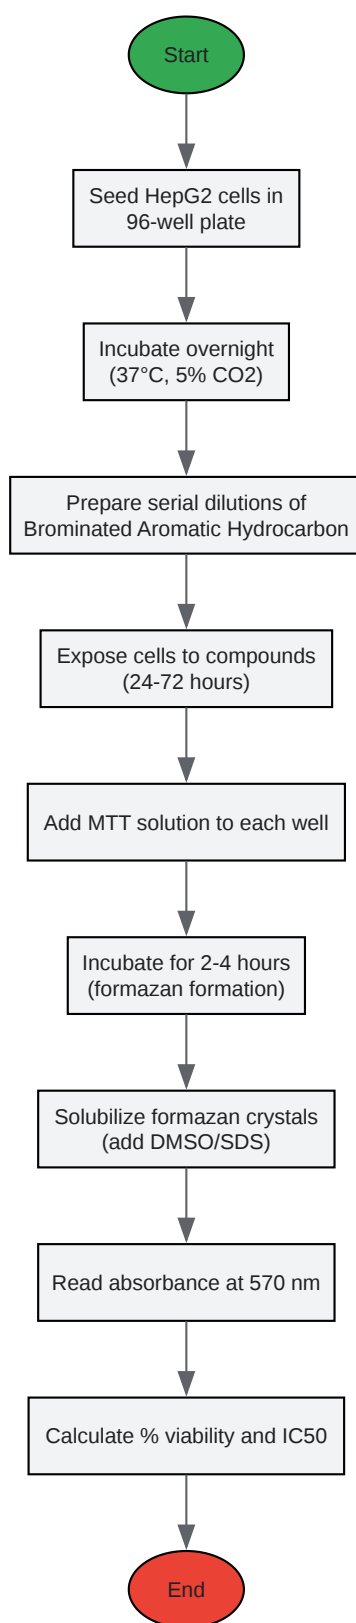 Start
Seed HepG2 cells in
96-well plate
Incubate overnight
(37°C, 5% CO2)
Prepare serial dilutions of
Brominated Aromatic Hydrocarbon
Expose cells to compounds
(24-72 hours)
Add MTT solution to each well
Incubate for 2-4 hours
(formazan formation)
Solubilize formazan crystals
(add DMSO/SDS)
Read absorbance at 570 nm
Calculate % viability and IC50
End